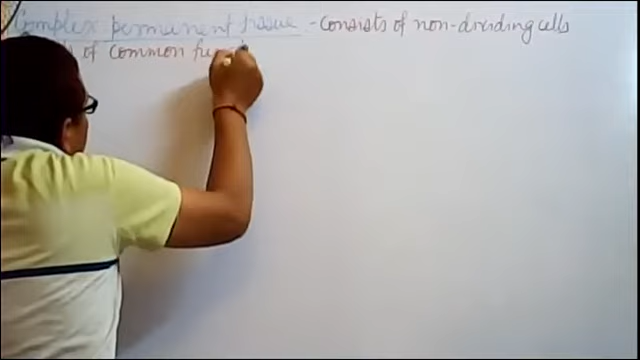 Complex permanent tissue - consists of non-dividing cells
of common